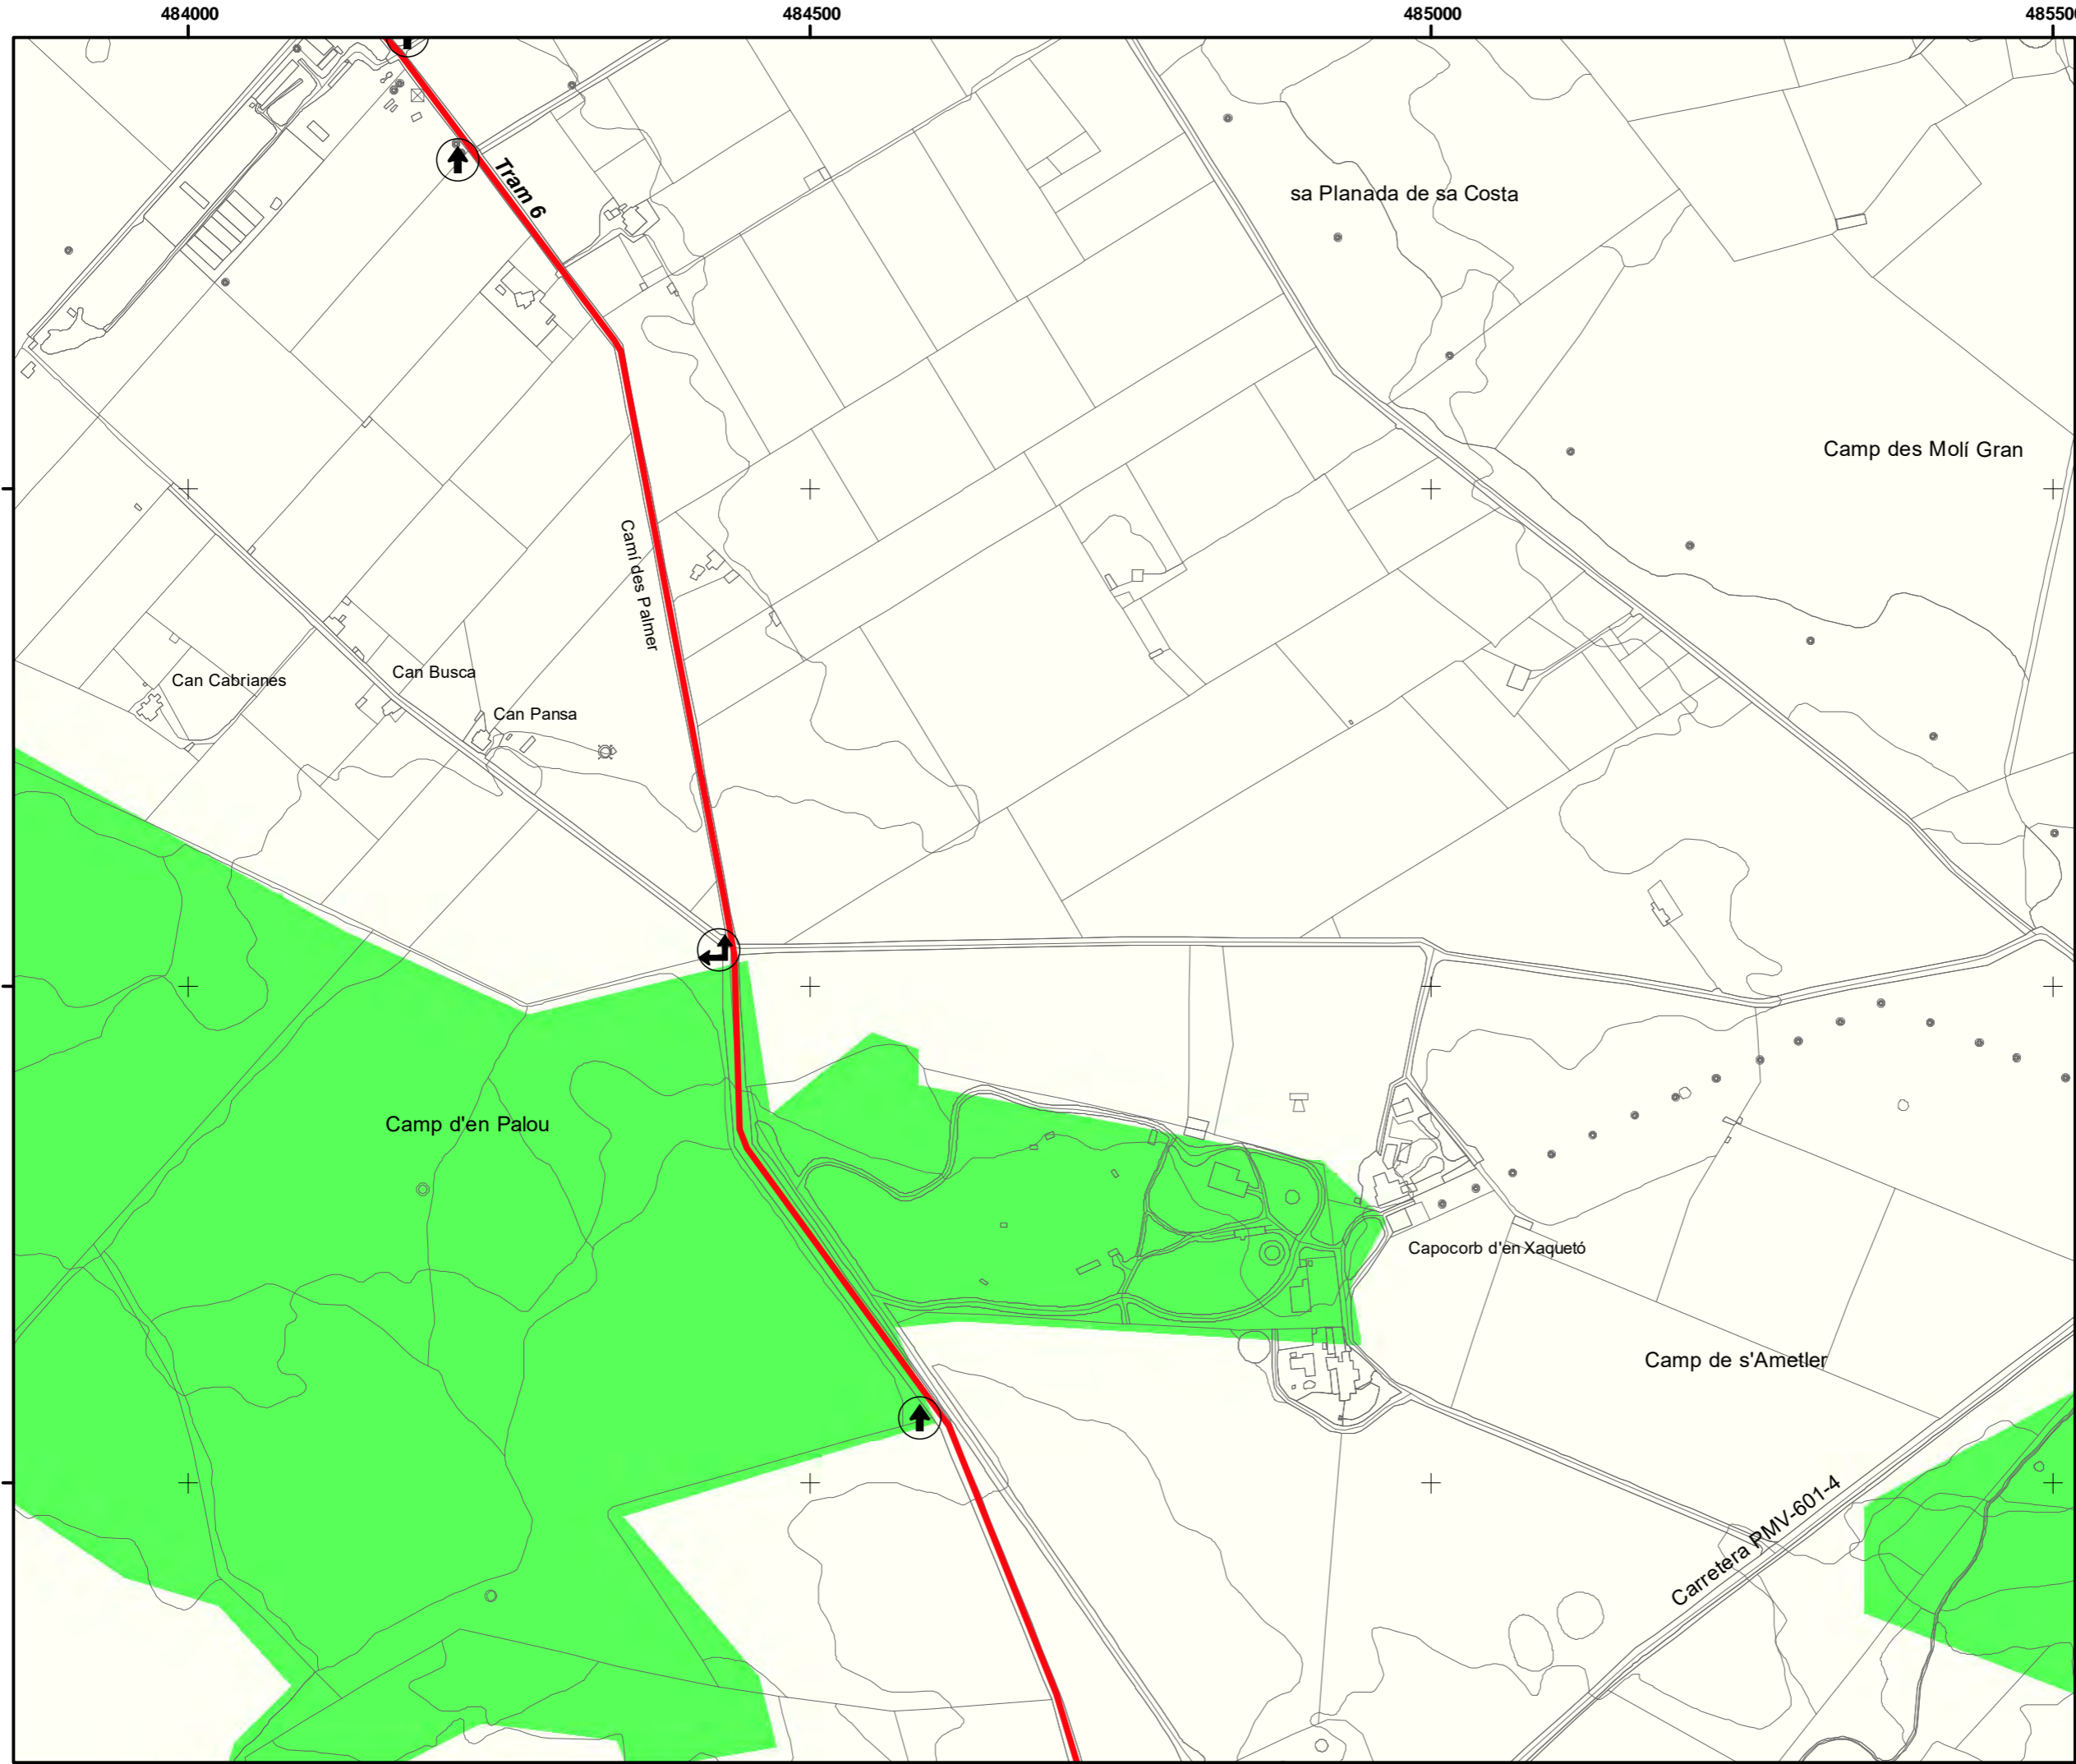 484000
484500
485000
Tram 6
sa Planada de sa Costa
Camp des Molí Gran
Camí des Palmer
Can Cabrianes
Can Busca
Can Pansa
Camp d'en Palou
Capocorb d'en Xaquetó
Camp de s'Ametler
Carretera PMV-601-4